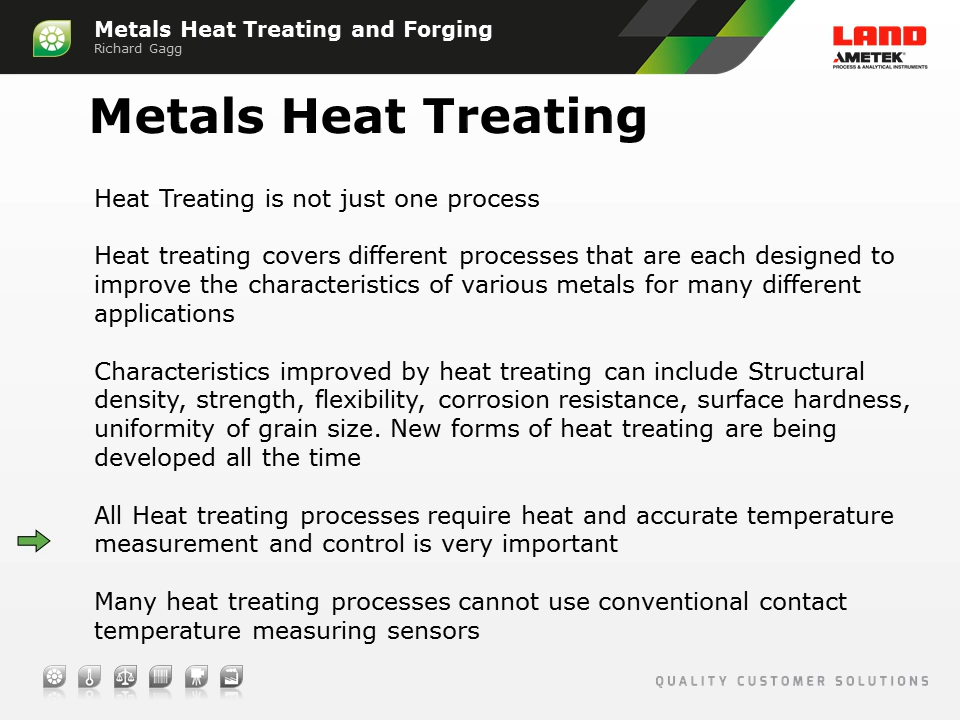 Metals Heat Treating and Forging
Richard Gagg
LAND
AMETEK®
PROCESS & ANALYTICAL INSTRUMENTS
Metals Heat Treating
Heat Treating is not just one process
Heat treating covers different processes that are each designed to
improve the characteristics of various metals for many different
applications
Characteristics improved by heat treating can include Structural
density, strength, flexibility, corrosion resistance, surface hardness,
uniformity of grain size. New forms of heat treating are being
developed all the time
All Heat treating processes require heat and accurate temperature
measurement and control is very important
Many heat treating processes cannot use conventional contact
temperature measuring sensors
QUALITY CUSTOMER SOLUTIONS